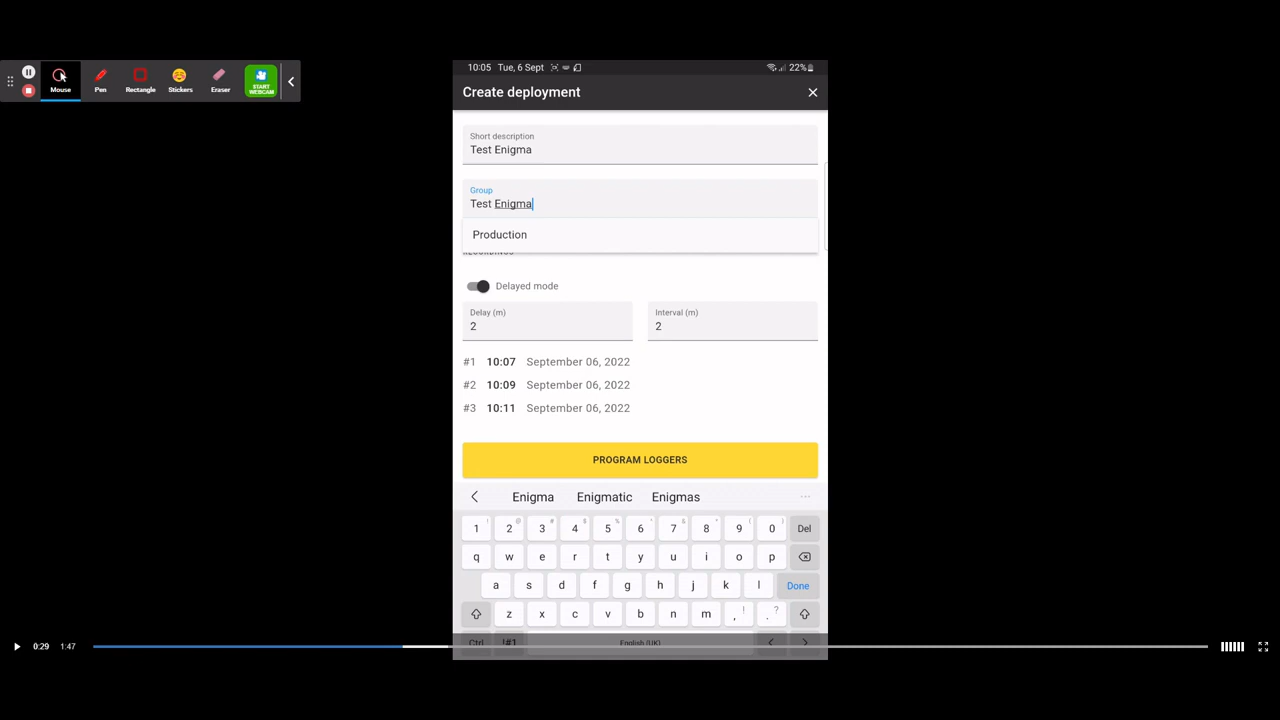 10:05 Tue, 6 Sept 22%
Mouse Pen Rectangle Stickers Eraser START WEBCAM
Create deployment
Short description
Test Enigma
Group
Test Enigma
Production
Delayed mode
Delay (m) Interval (m)
2 2
#1 10:07 September 06, 2022
#2 10:09 September 06, 2022
#3 10:11 September 06, 2022
PROGRAM LOGGERS
Enigma Enigmatic Enigmas
1 2 3 4 5 6 7 8 9 0 Del
q w e r t y u i o p
a s d f g h j k l Done
z x c v b n m , ! . ?
Ctrl !#1 English (UK) < >
0:29 1:47